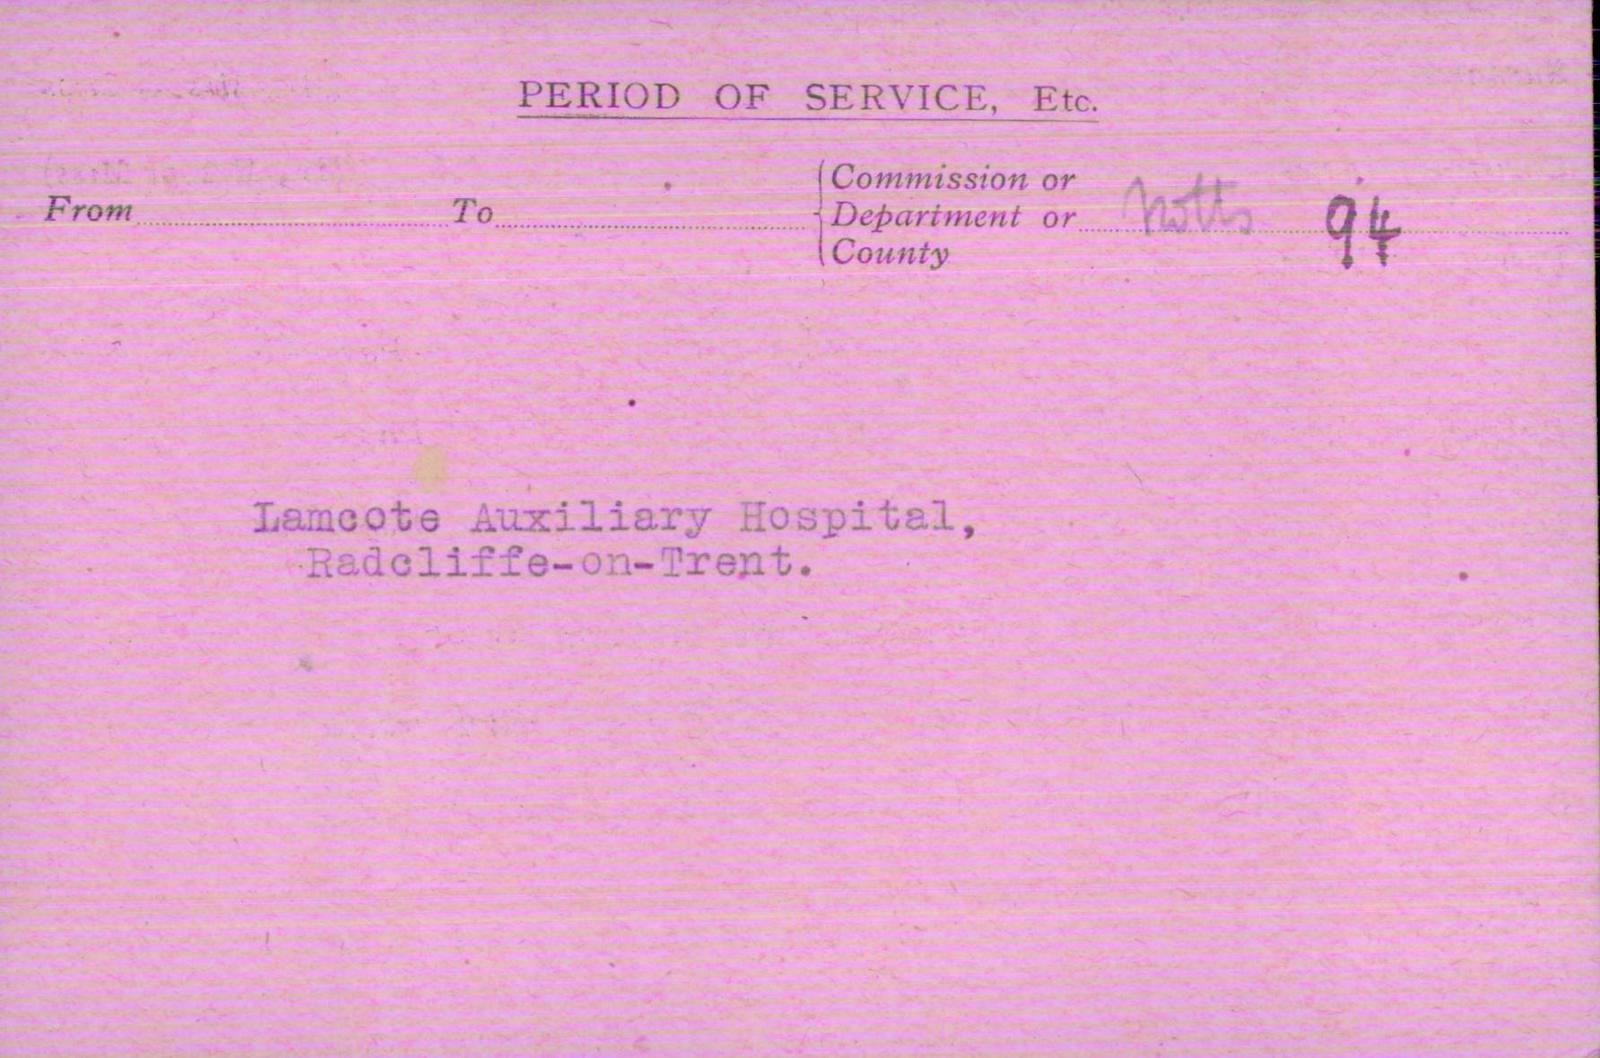 PERIOD OF SERVICE, Etc.
From To Commission or
Department or Notts 94
County
Lamcote Auxiliary Hospital,
Radcliffe-on-Trent.